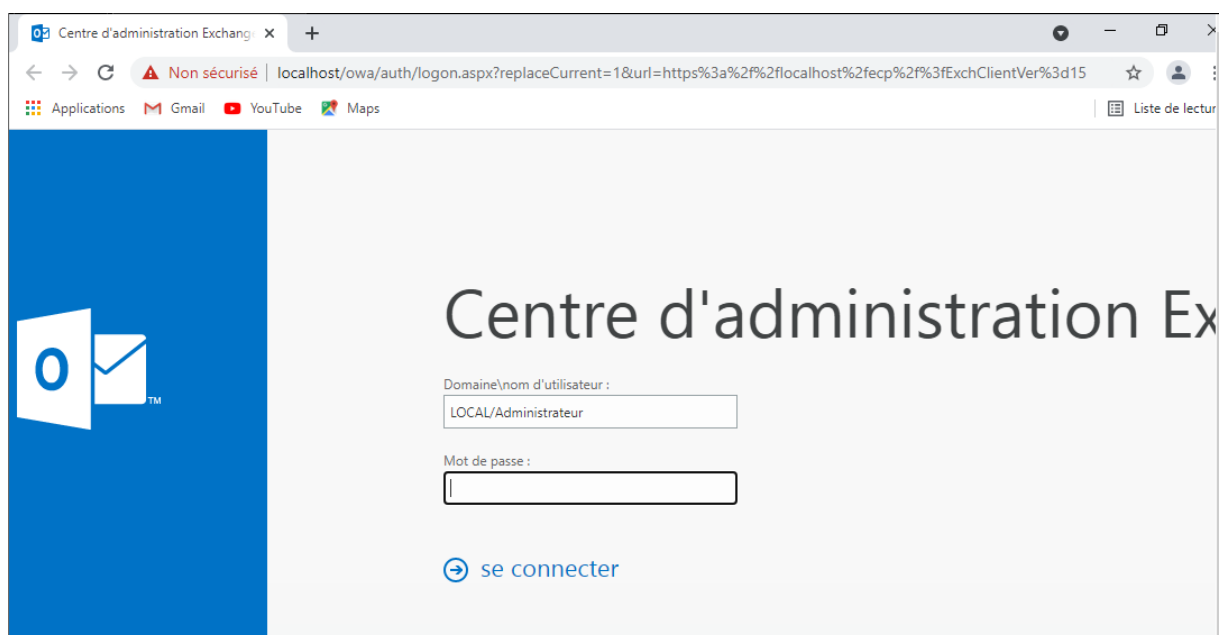 Centre d'administration Exchang
Non sécurisé | localhost/owa/auth/logon.aspx?replaceCurrent=1&url=https%3a%2f%2flocalhost%2fecp%2f%3fExchClientVer%3d15
Applications Gmail YouTube Maps Liste de lectur
Centre d'administration Ex
Domaine\nom d'utilisateur :
LOCAL/Administrateur
O
TM
Mot de passe :
se connecter